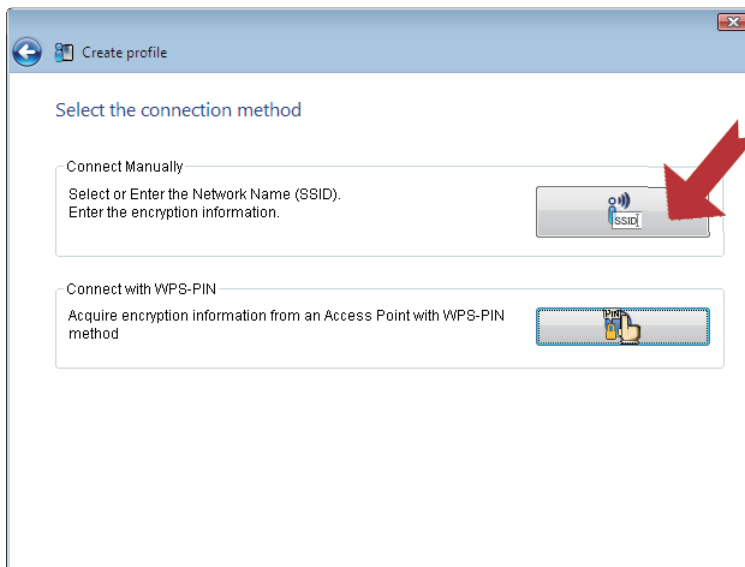 Create profile
Select the connection method
Connect Manually
Select or Enter the Network Name (SSID).
Enter the encryption information.
SSID
Connect with WPS-PIN
Acquire encryption information from an Access Point with WPS-PIN
method
PIN